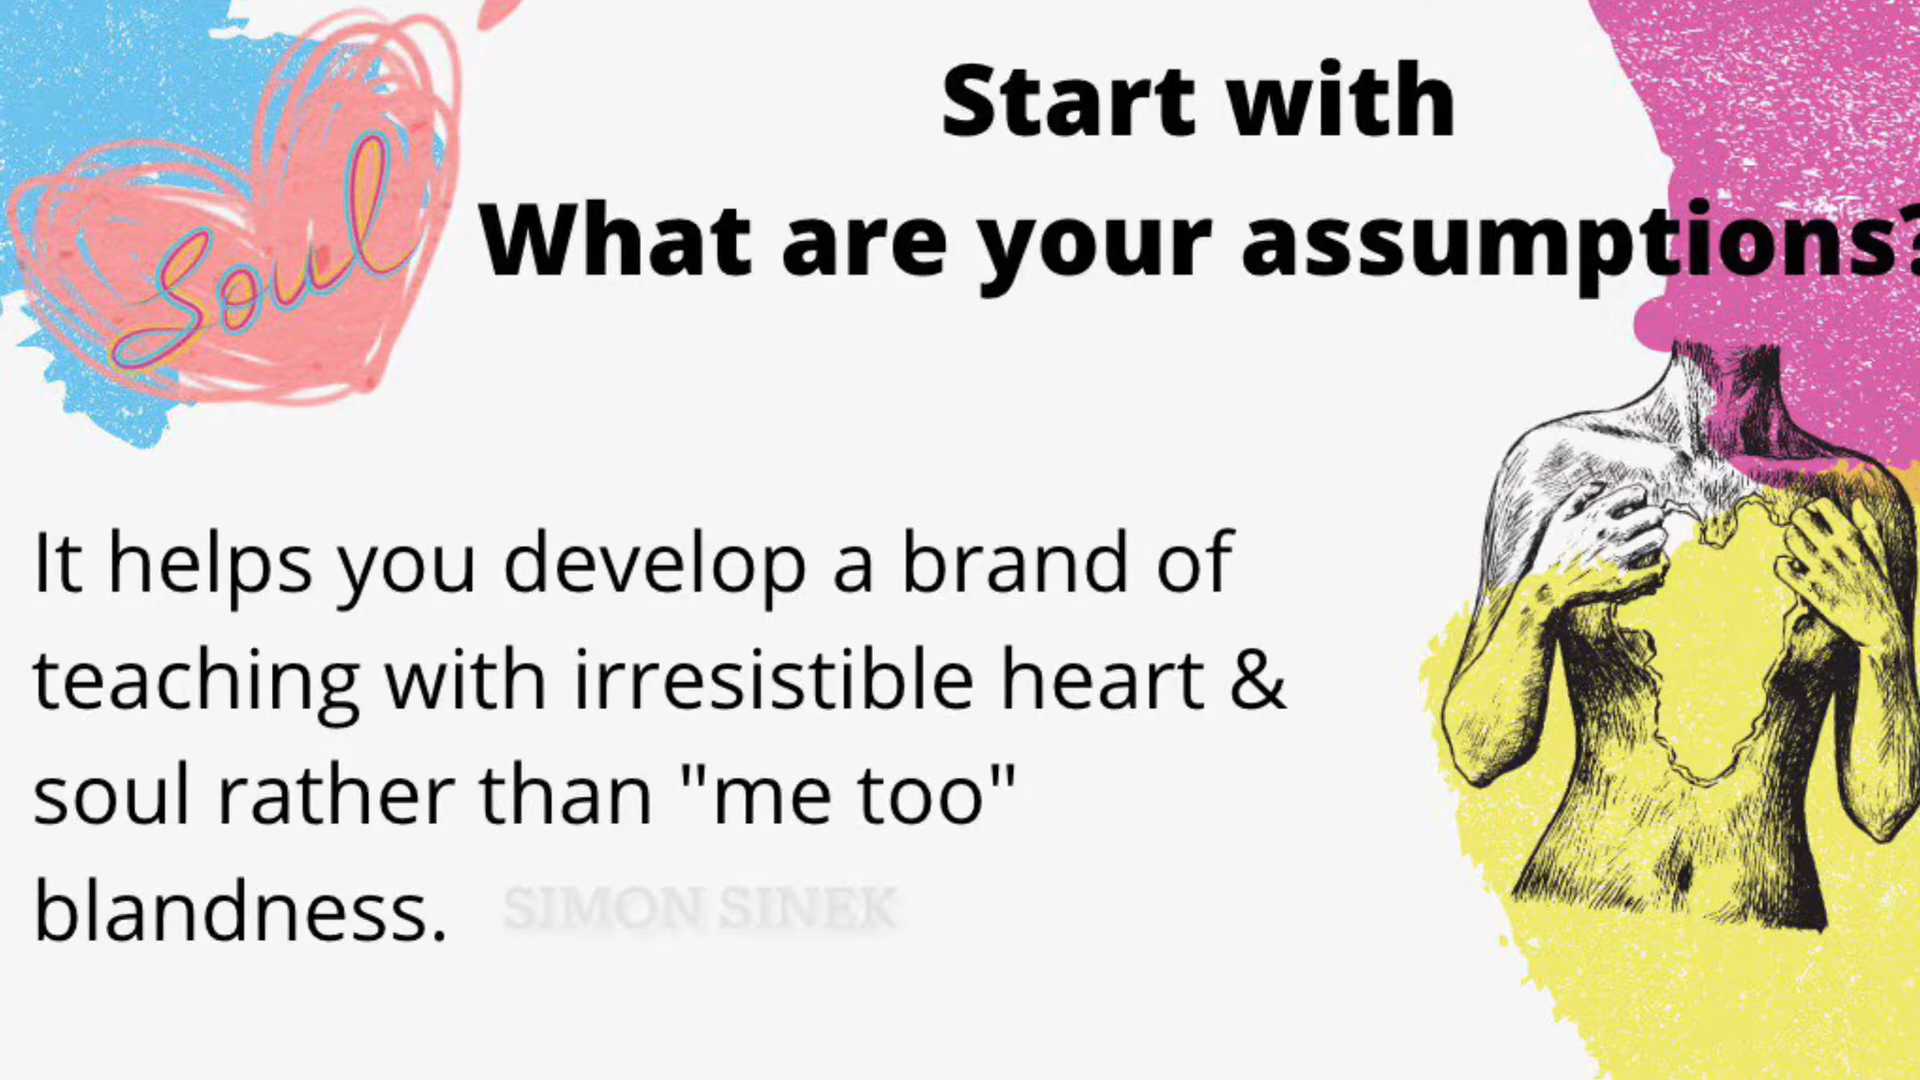 Soul
Start with
What are your assumptions?
It helps you develop a brand of
teaching with irresistible heart &
soul rather than "me too"
blandness.
SIMON SINEK